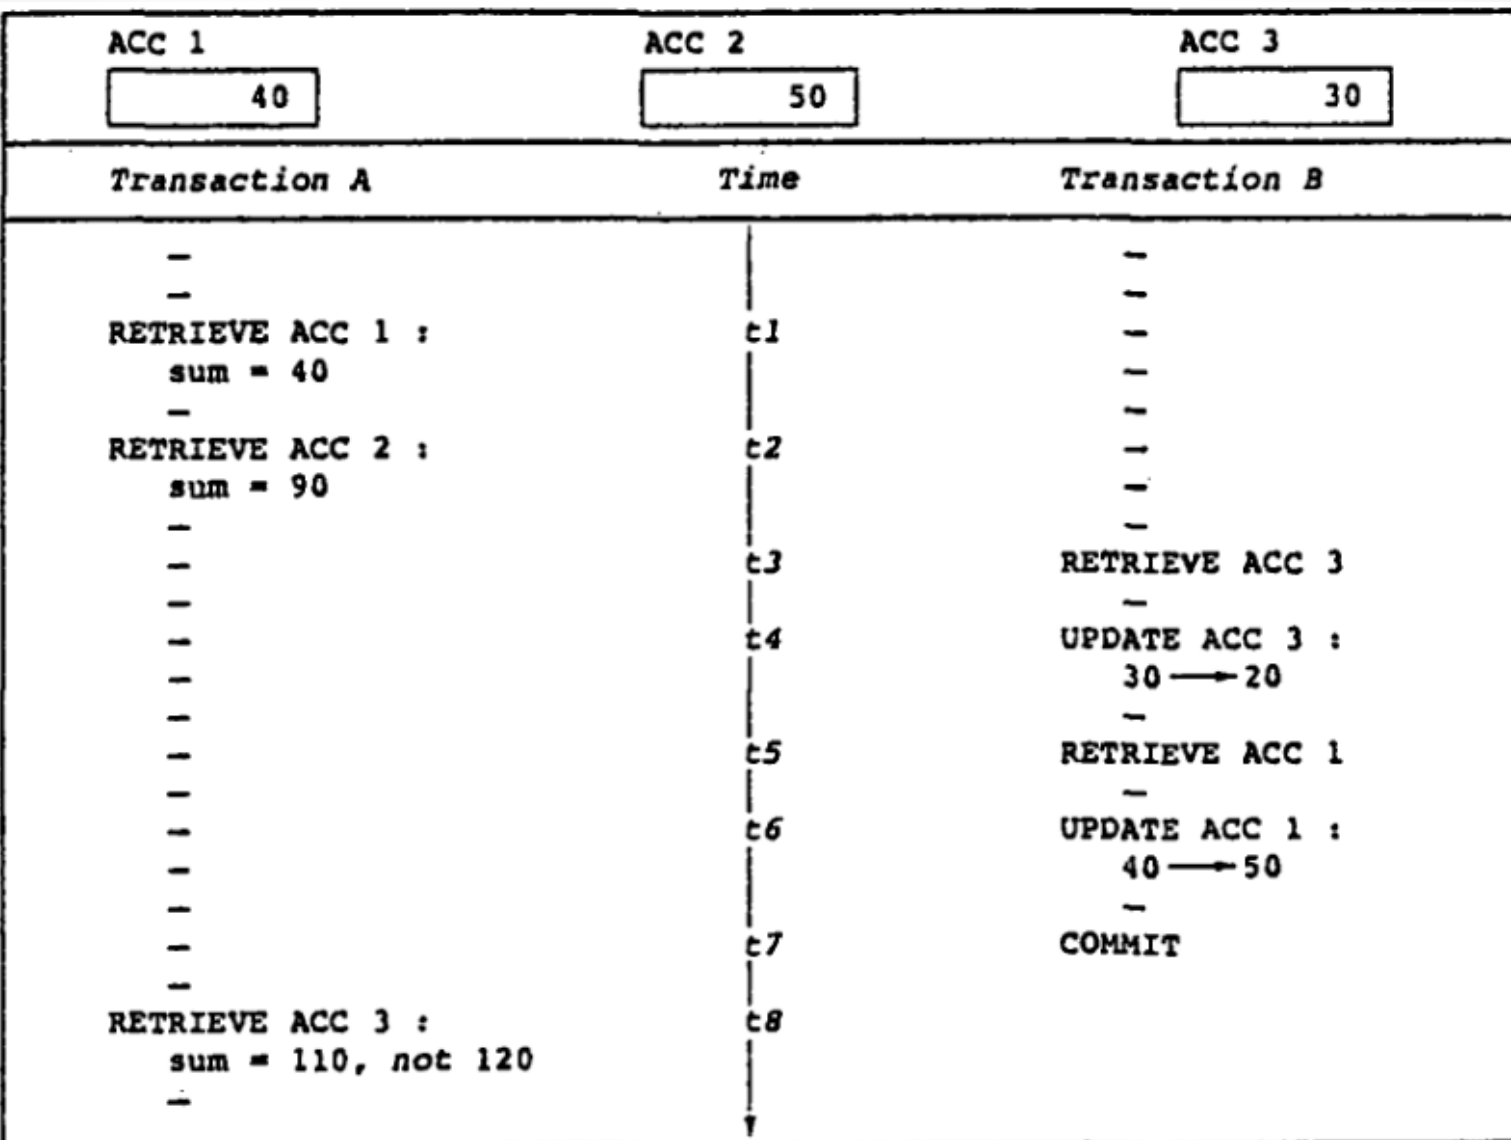 ACC 1 ACC 2 ACC 3
40 50 30
Transaction A Time Transaction B
–  –
–  –
RETRIEVE ACC 1 : t1 –
sum = 40 –
– –
RETRIEVE ACC 2 : t2 –
sum = 90 –
– –
– t3 RETRIEVE ACC 3
– –
– t4 UPDATE ACC 3 :
– 30 → 20
– –
– t5 RETRIEVE ACC 1
– –
– t6 UPDATE ACC 1 :
– 40 → 50
– –
– t7 COMMIT
–
RETRIEVE ACC 3 : t8
sum = 110, not 120
–